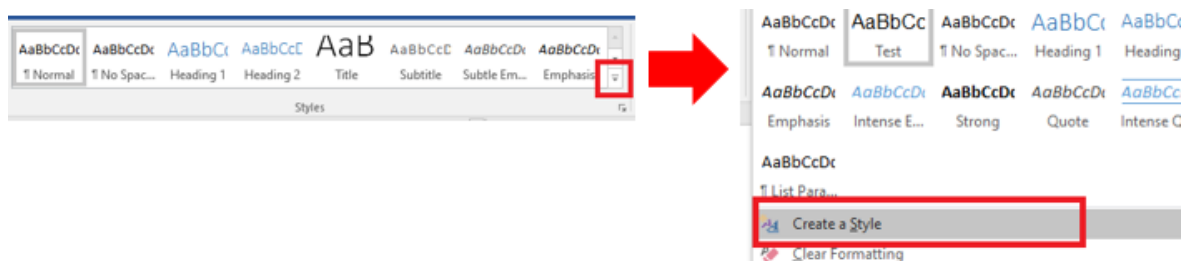 AaBbCcDc AaBbCcDc AaBbC( AaBbCcE AaB AaBbCcC AaBbCcDc AaBbCcDc
¶ Normal ¶ No Spac... Heading 1 Heading 2 Title Subtitle Subtle Em... Emphasis
Styles
AaBbCcDc AaBbCc AaBbCcDc AaBbC( AaBbCc
¶ Normal Test ¶ No Spac... Heading 1 Heading
AaBbCcDc AaBbCcDc AaBbCcDc AaBbCcDc AaBbCc
Emphasis Intense E... Strong Quote Intense Q
AaBbCcDc
¶ List Para...
Create a Style
Clear Formatting